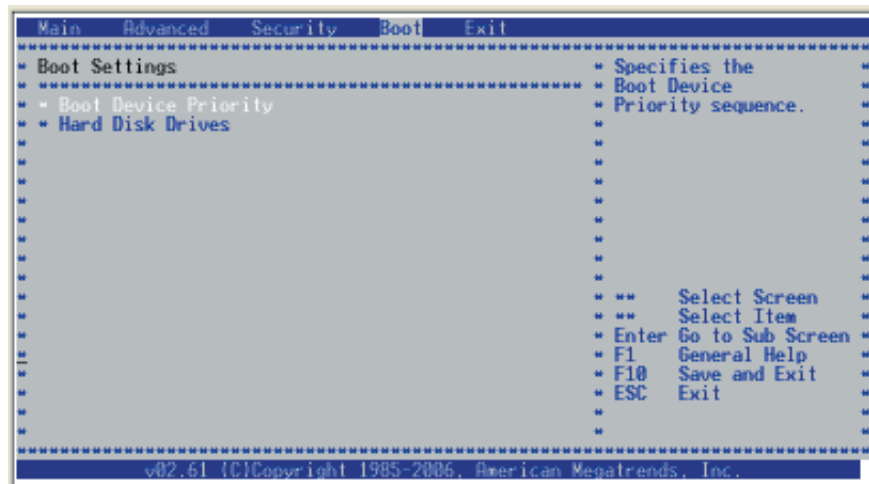 Main Advanced Security Boot Exit
Boot Settings
Boot Device Priority
Hard Disk Drives
Specifies the
Boot Device
Priority sequence.
Select Screen
Select Item
Enter Go to Sub Screen
F1 General Help
F10 Save and Exit
ESC Exit
v02.61 (C)Copyright 1985-2006, American Megatrends, Inc.